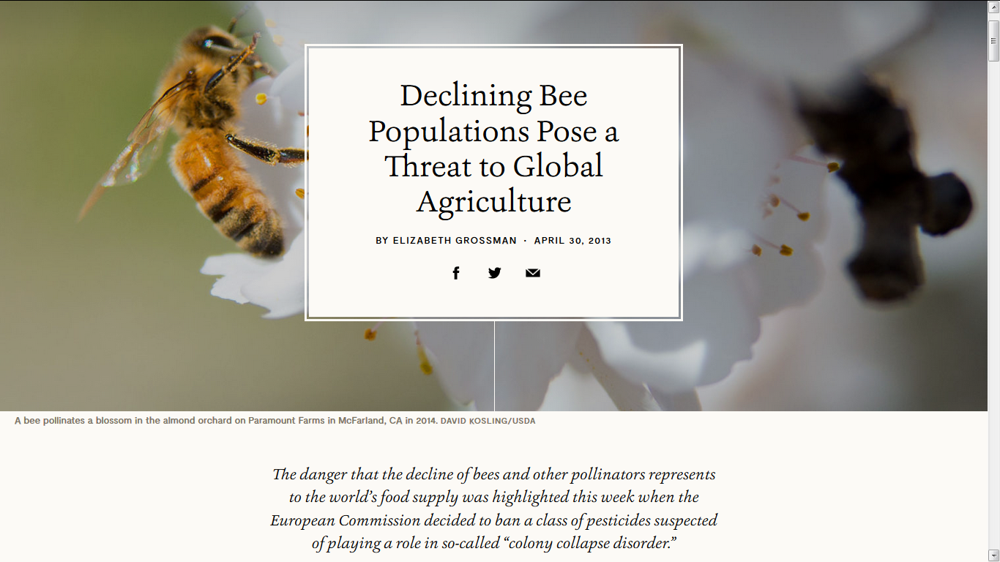 Declining Bee
Populations Pose a
Threat to Global
Agriculture
BY ELIZABETH GROSSMAN · APRIL 30, 2013
A bee pollinates a blossom in the almond orchard on Paramount Farms in McFarland, CA in 2014. DAVID KOSLING/USDA
The danger that the decline of bees and other pollinators represents
to the world’s food supply was highlighted this week when the
European Commission decided to ban a class of pesticides suspected
of playing a role in so-called “colony collapse disorder.”